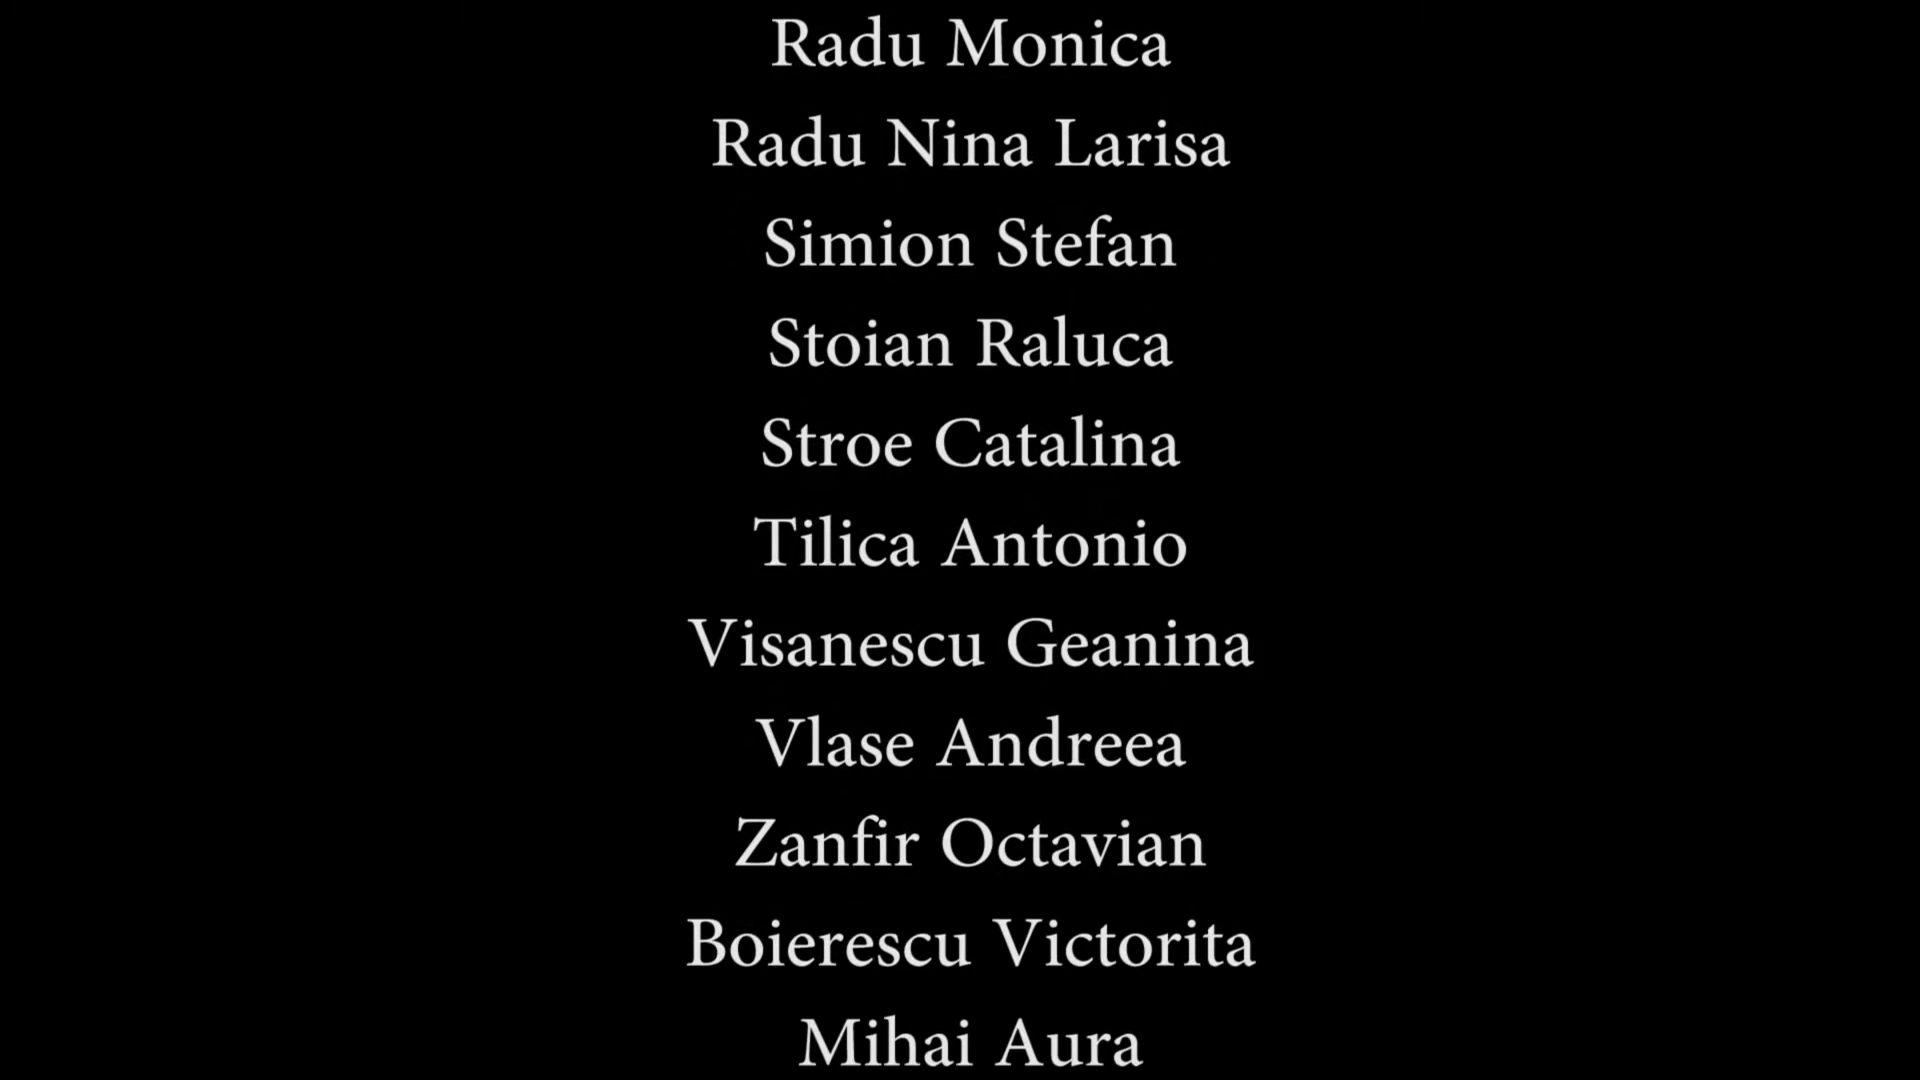 Radu Monica
Radu Nina Larisa
Simion Stefan
Stoian Raluca
Stroe Catalina
Tilica Antonio
Visanescu Geanina
Vlase Andreea
Zanfir Octavian
Boierescu Victorita
Mihai Aura